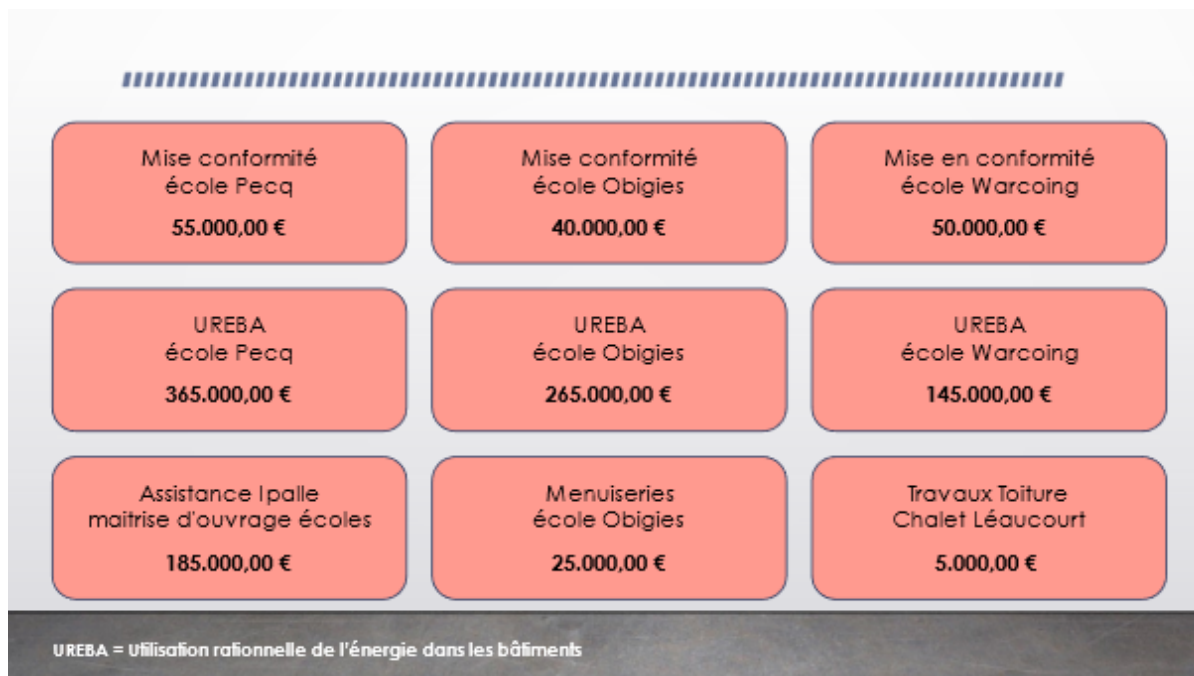 Mise conformité
école Pecq
55.000,00 €
Mise conformité
école Obigies
40.000,00 €
Mise en conformité
école Warcoing
50.000,00 €
UREBA
école Pecq
365.000,00 €
UREBA
école Obigies
265.000,00 €
UREBA
école Warcoing
145.000,00 €
Assistance Ipalle
maitrise d'ouvrage écoles
185.000,00 €
Menuiseries
école Obigies
25.000,00 €
Travaux Toiture
Chalet Léaucourt
5.000,00 €
UREBA = Utilisation rationnelle de l'énergie dans les bâtiments